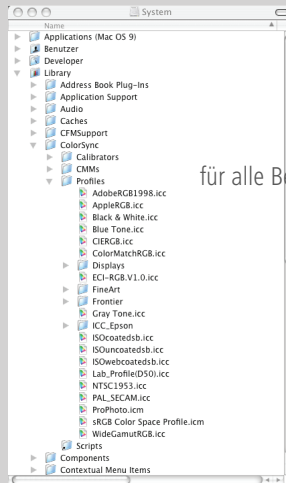 System
Name
Applications (Mac OS 9)
Benutzer
Developer
Library
Address Book Plug-Ins
Application Support
Audio
Caches
CFMSupport
ColorSync
Calibrators
CMMs
Profiles
für alle Be
AdobeRGB1998.icc
AppleRGB.icc
Black & White.icc
Blue Tone.icc
CIERGB.icc
ColorMatchRGB.icc
Displays
ECI-RGB.V1.0.icc
FineArt
Frontier
Gray Tone.icc
ICC_Epson
ISOcoatedsb.icc
ISOuncoatedsb.icc
ISOwebcoatedsb.icc
Lab_Profile(D50).icc
NTSC1953.icc
PAL_SECAM.icc
ProPhoto.icm
sRGB Color Space Profile.icm
WideGamutRGB.icc
Scripts
Components
Contextual Menu Items